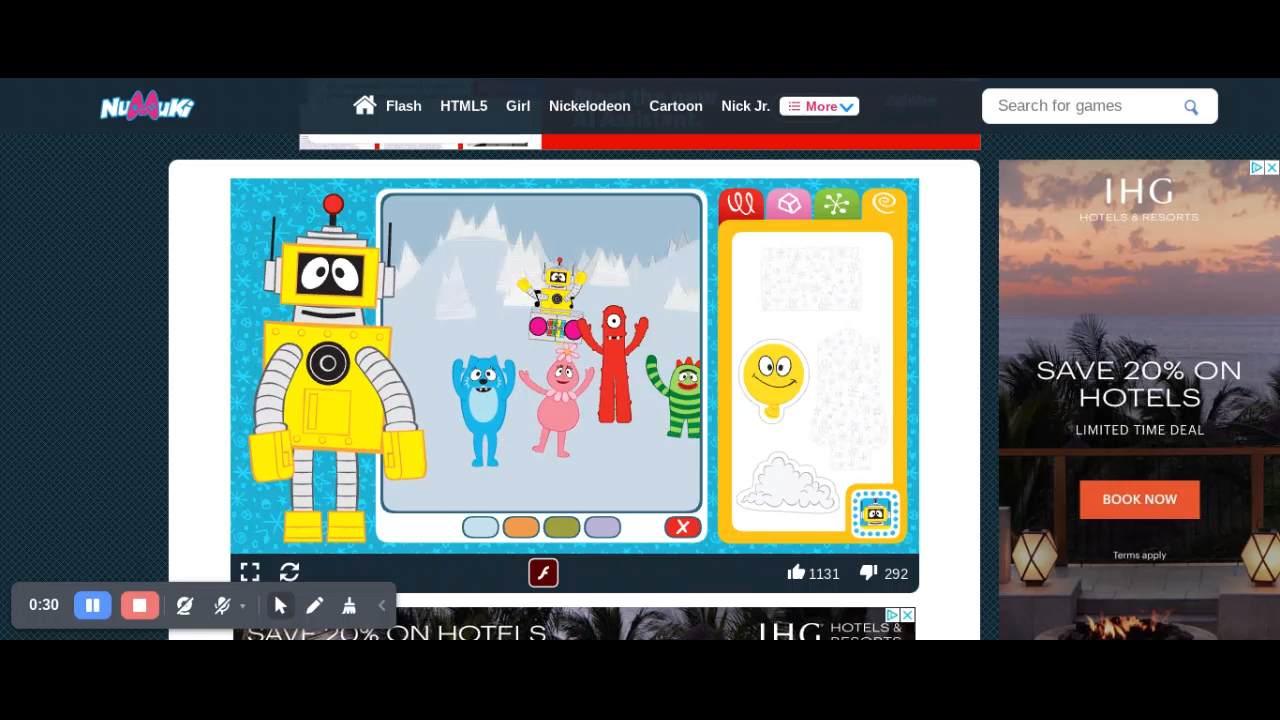 NuMuKi
Flash
HTML5
Girl
Nickelodeon
Cartoon
Nick Jr.
More
Search for games
IHG
HOTELS & RESORTS
SAVE 20% ON
HOTELS
LIMITED TIME DEAL
BOOK NOW
Terms apply
1131
292
0:30
SAVE 20% ON HOTELS
IHG
HOTELS &
RESORTS